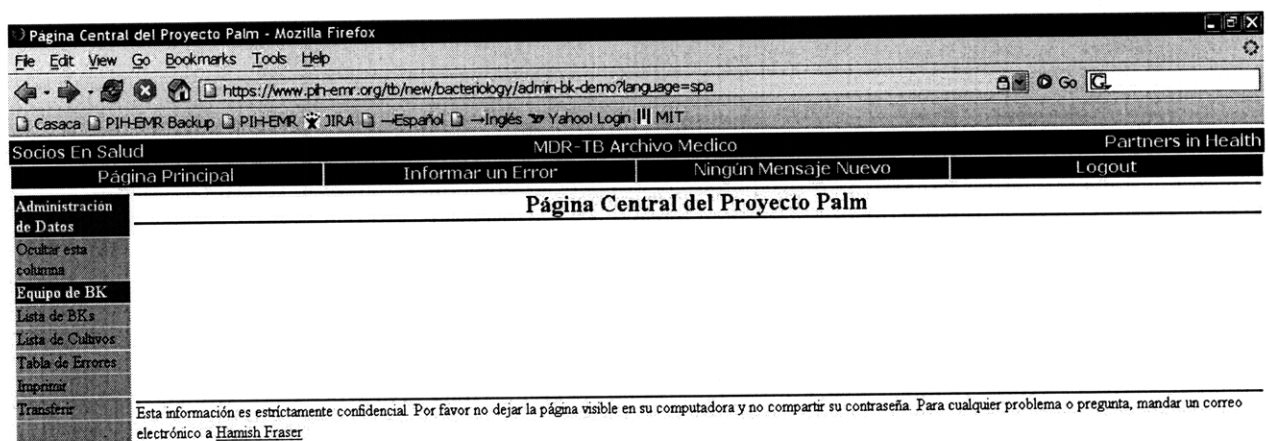 Página Central del Proyecto Palm - Mozilla Firefox
File Edit View Go Bookmarks Tools Help
https://www.pih-emr.org/tb/new/bacteriology/admin-bk-demo?language=spa Go
Casaca PIH-EMR Backup PIH-EMR JIRA →Español →Inglés Yahoo! Login MIT
Socios En Salud MDR-TB Archivo Medico Partners in Health
Página Principal Informar un Error Ningún Mensaje Nuevo Logout
Administración
de Datos
Ocultar esta
columna
Equipo de BK
Lista de BKs
Lista de Cultivos
Tabla de Errores
Imprimir
Transferir
Página Central del Proyecto Palm
Esta información es estríctamente confidencial. Por favor no dejar la página visible en su computadora y no compartir su contraseña. Para cualquier problema o pregunta, mandar un correo
electrónico a Hamish Fraser